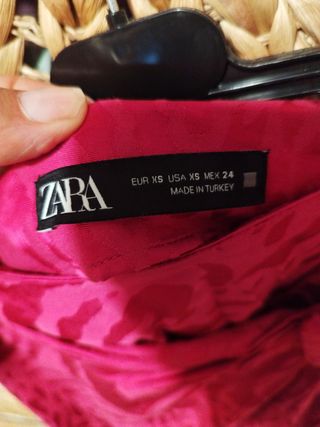 ZARA
EUR XS USA XS MEX 24
MADE IN TURKEY